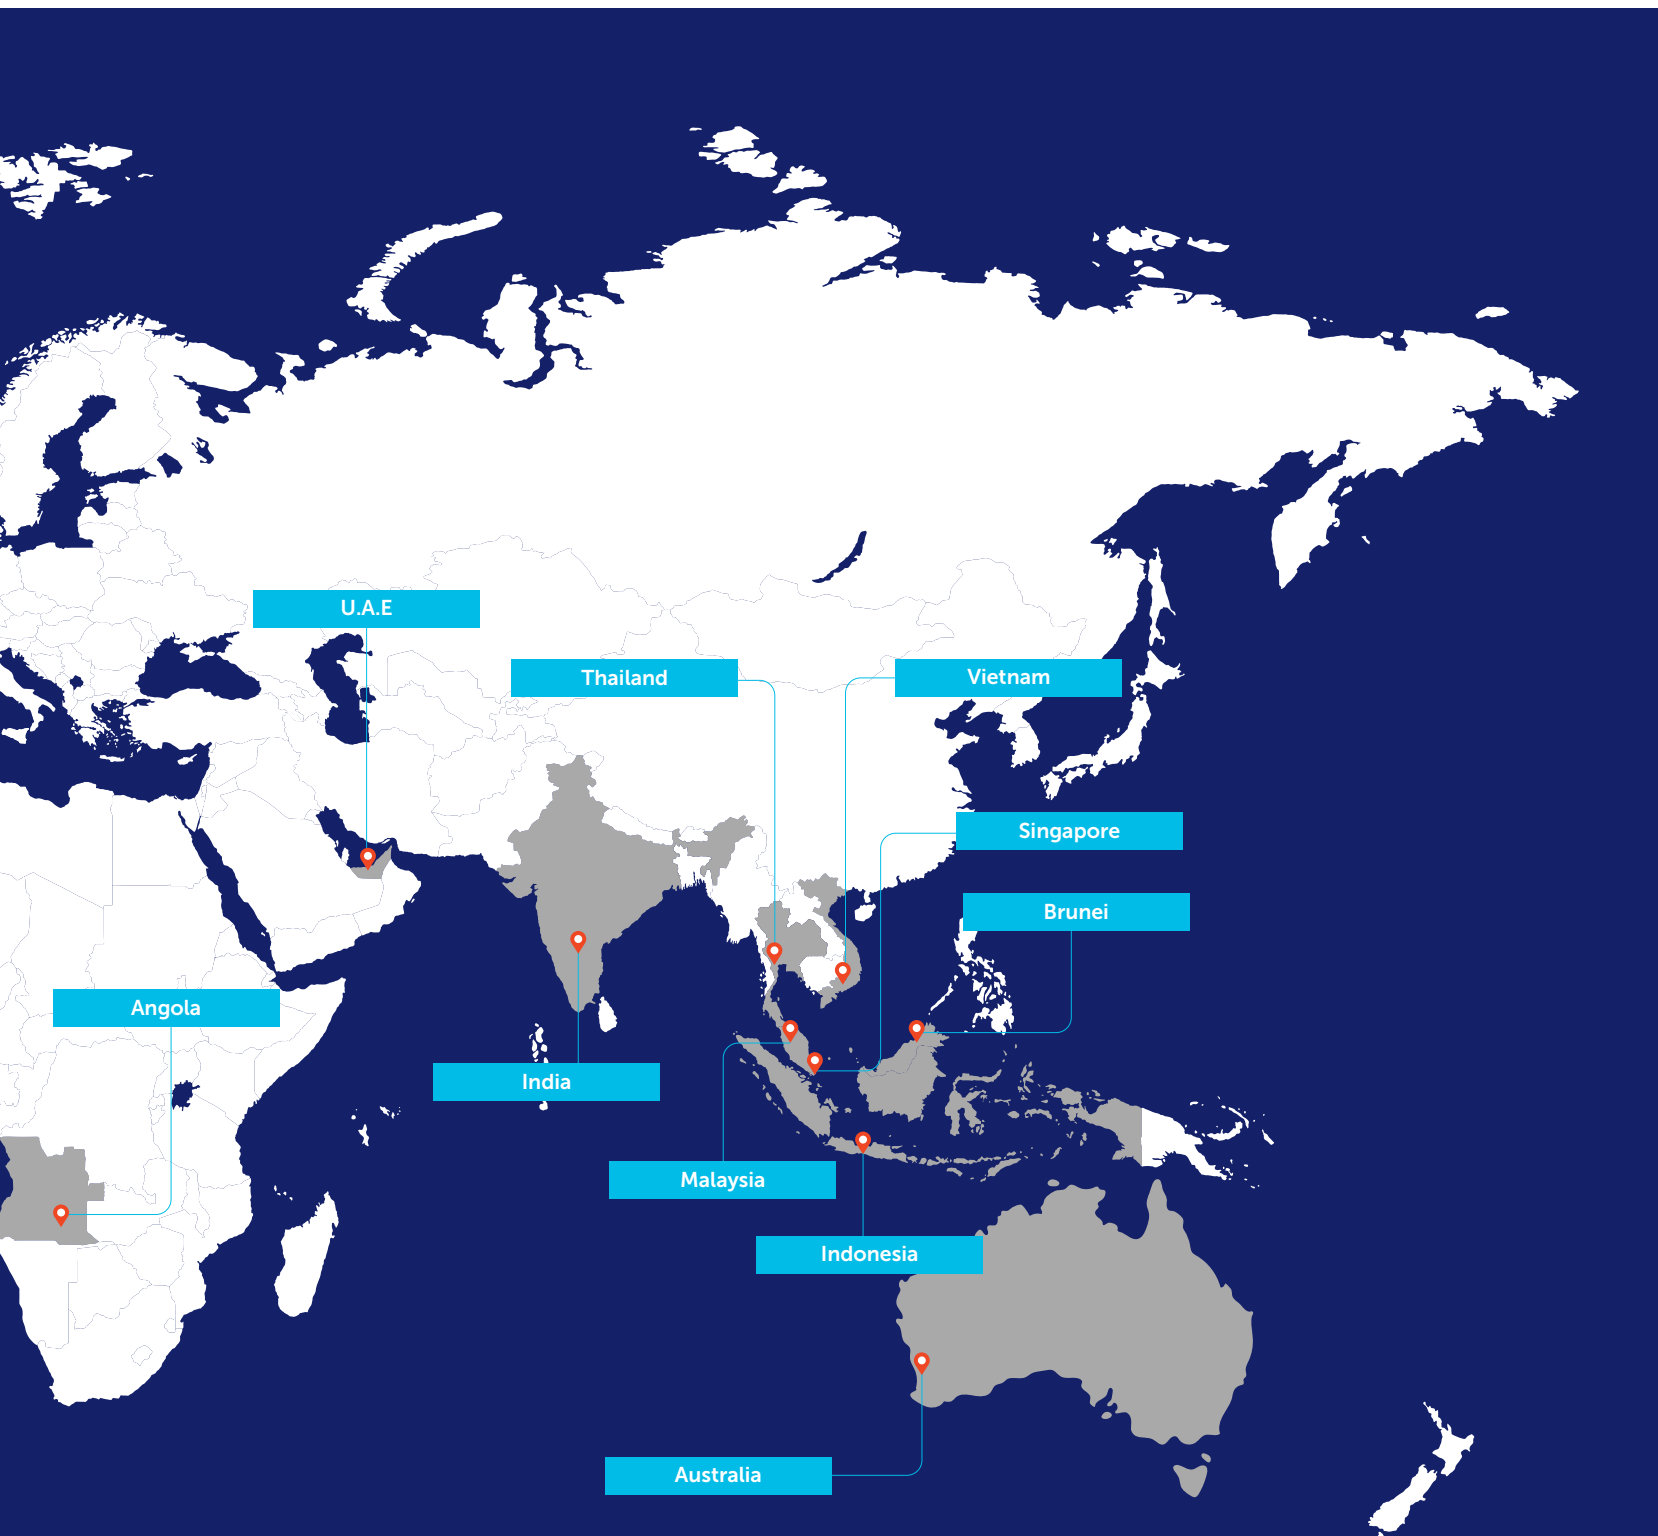 U.A.E
Thailand
Vietnam
Singapore
Brunei
Angola
India
Malaysia
Indonesia
Australia